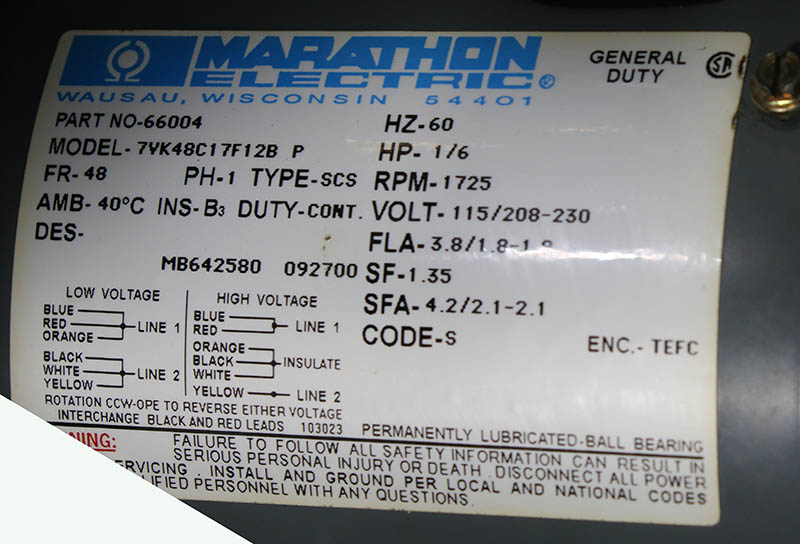 MARATHON
ELECTRIC®
WAUSAU, WISCONSIN 54401
GENERAL
DUTY
PART NO-66004
MODEL- 7VK48C17F12B P
FR-48 PH-1 TYPE-SCS
AMB-40°C INS-B3 DUTY-CONT.
DES-
MB642580 092700
HZ-60
HP- 1/6
RPM-1725
VOLT- 115/208-230
FLA-3.8/1.8-
SF-1.35
SFA-4.2/2.1-2.1
CODE-S
ENC.- TEFC
LOW VOLTAGE
BLUE
RED
ORANGE
LINE 1
BLACK
WHITE
YELLOW
LINE 2
HIGH VOLTAGE
BLUE
RED
LINE 1
ORANGE
BLACK
WHITE
INSULATE
YELLOW
LINE 2
ROTATION CCW-OPE TO REVERSE EITHER VOLTAGE
INTERCHANGE BLACK AND RED LEADS 103023
PERMANENTLY LUBRICATED-BALL BEARING
FAILURE TO FOLLOW ALL SAFETY INFORMATION CAN RESULT IN
SERIOUS PERSONAL INJURY OR DEATH. DISCONNECT ALL POWER
SERVICING. INSTALL AND GROUND PER LOCAL AND NATIONAL CODES
PERSONNEL WITH ANY QUESTIONS.